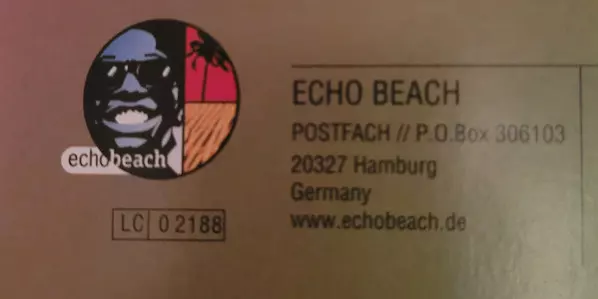 echobeach
LC 02188
ECHO BEACH
POSTFACH // P.O.Box 306103
20327 Hamburg
Germany
www.echobeach.de